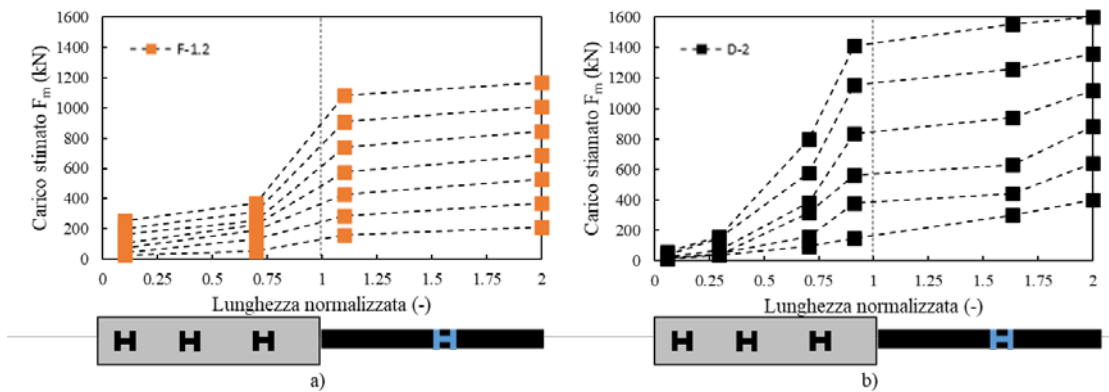 1600
1400
1200
1000
800
600
400
200
0
Carico stimato Fm (kN)
F-1.2
0 0.25 0.5 0.75 1 1.25 1.5 1.75 2
Lunghezza normalizzata (-)
a)
1600
1400
1200
1000
800
600
400
200
0
Carico stiamato Fm (kN)
D-2
0 0.25 0.5 0.75 1 1.25 1.5 1.75 2
Lunghezza normalizzata (-)
b)